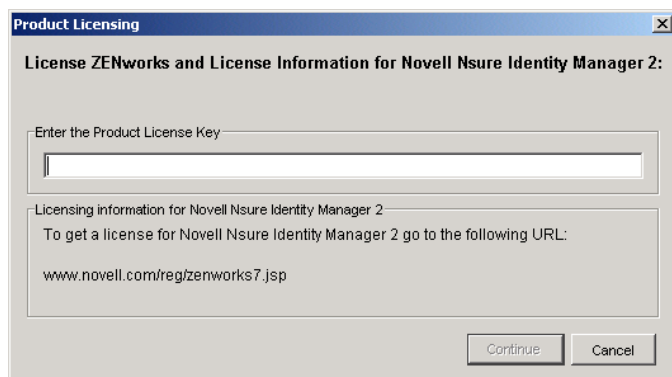 Product Licensing
License ZENworks and License Information for Novell Nsure Identity Manager 2:
Enter the Product License Key
Licensing information for Novell Nsure Identity Manager 2
To get a license for Novell Nsure Identity Manager 2 go to the following URL:
www.novell.com/reg/zenworks7.jsp
Continue Cancel